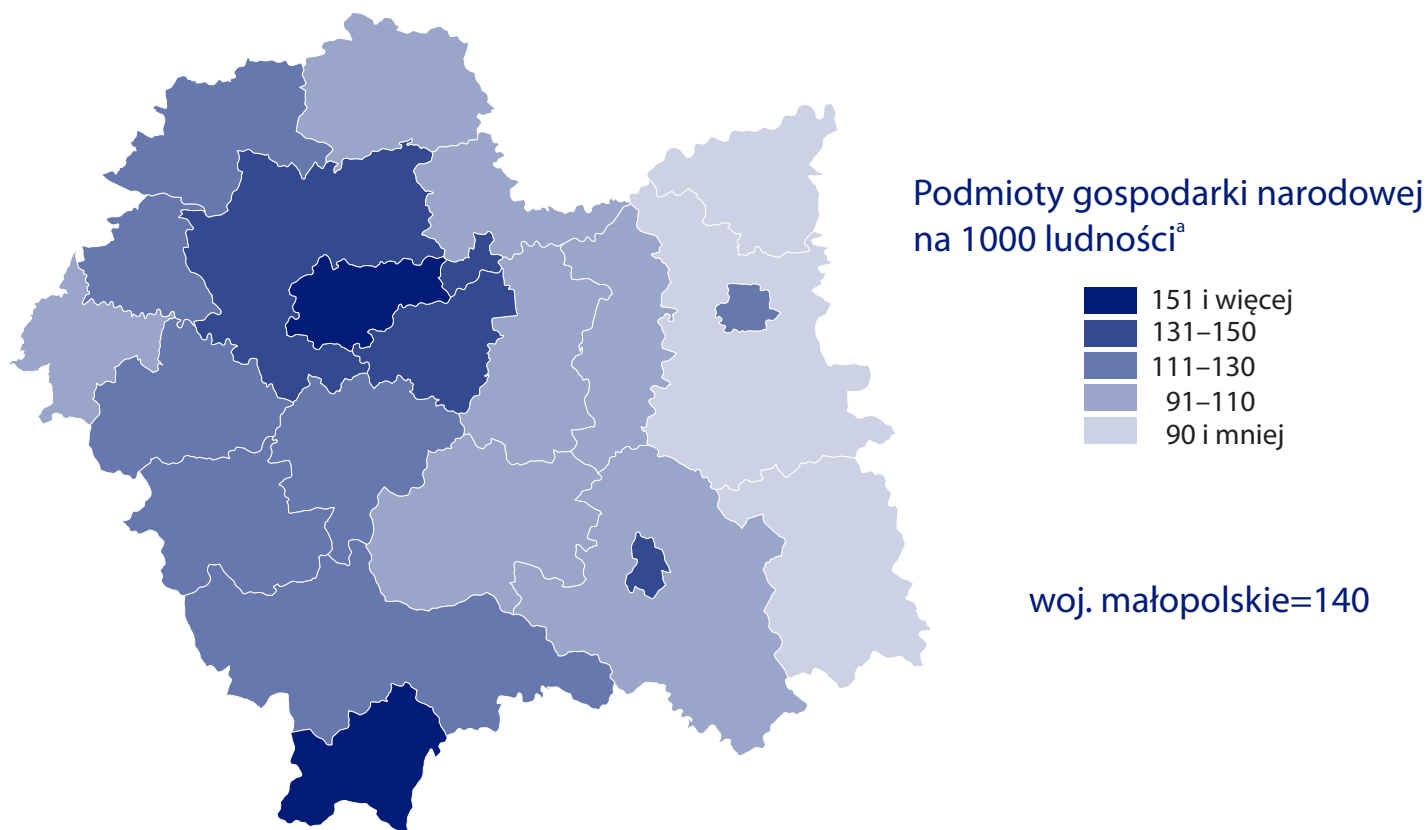 Podmioty gospodarki narodowej
na 1000 ludnościᵃ
151 i więcej
131–150
111–130
91–110
90 i mniej
woj. małopolskie=140